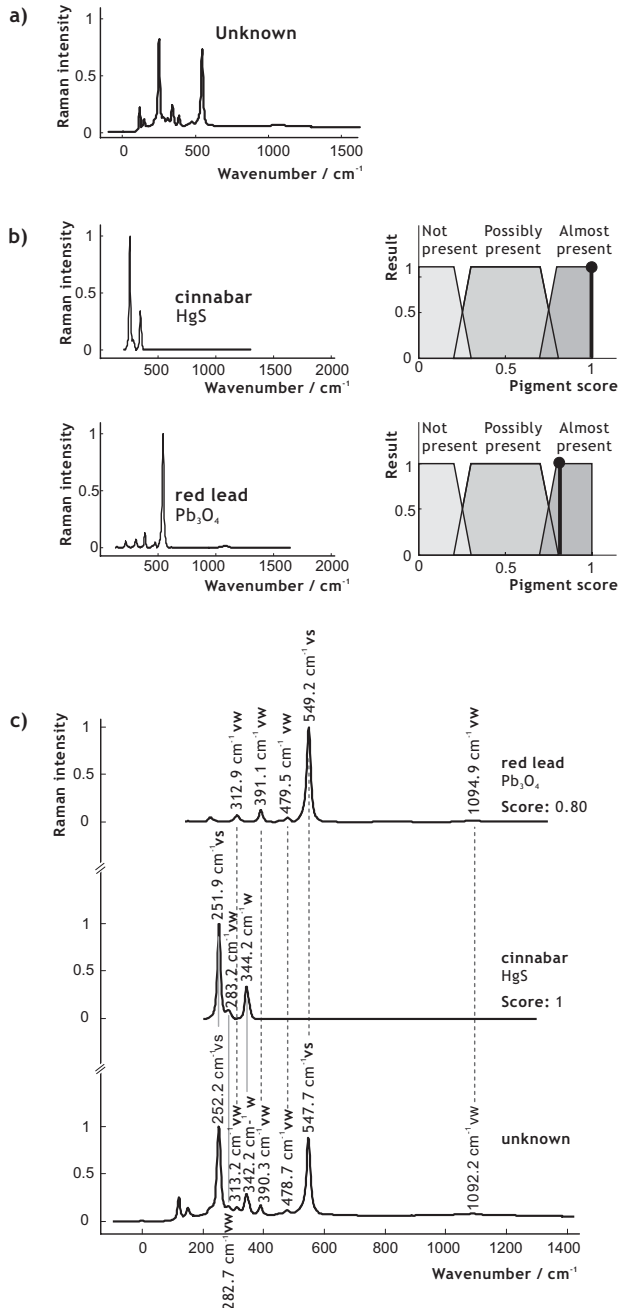 a)
Unknown
Raman intensity
1
0.5
0
0 500 1000 1500
Wavenumber / cm⁻¹
b)
Raman intensity
1
0.5
0
cinnabar
HgS
500 1000 1500 2000
Wavenumber / cm⁻¹
Not present
Possibly present
Almost present
Result
1
0.5
0
0 0.5 1
Pigment score
Raman intensity
1
0.5
0
red lead
Pb₃O₄
500 1000 1500 2000
Wavenumber / cm⁻¹
Not present
Possibly present
Almost present
Result
1
0.5
0
0 0.5 1
Pigment score
c)
Raman intensity
1
0.5
0
312.9 cm⁻¹ vw
391.1 cm⁻¹ vw
479.5 cm⁻¹ vw
549.2 cm⁻¹ vs
1094.9 cm⁻¹ vw
red lead
Pb₃O₄
Score: 0.80
1
0.5
0
251.9 cm⁻¹ vs
283.2 cm⁻¹ vw
344.2 cm⁻¹ w
cinnabar
HgS
Score: 1
1
0.5
0
252.2 cm⁻¹ vs
282.7 cm⁻¹ vw
313.2 cm⁻¹ vw
342.2 cm-¹ w
390.3 cm⁻¹ vw
478.7 cm⁻¹ vw
547.7 cm⁻¹ vs
1092.2 cm⁻¹ vw
unknown
0 200 400 600 800 1000 1200 1400
Wavenumber / cm⁻¹